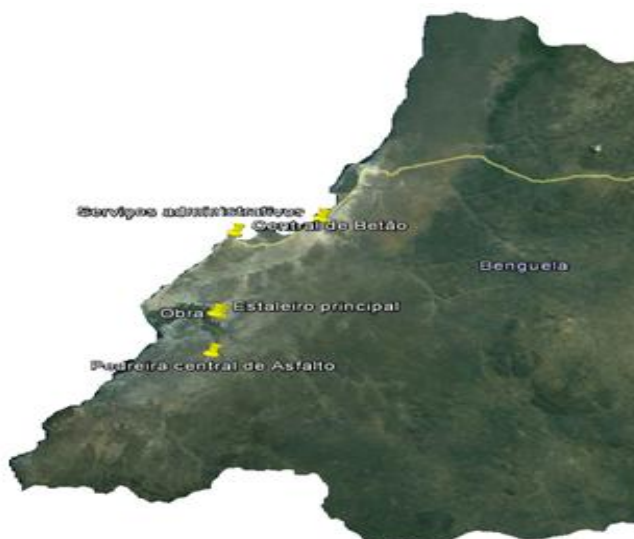 Serviços administrativos
Central de Betão
Benguela
Estaleiro principal
Obra
Pedreira central de Asfalto